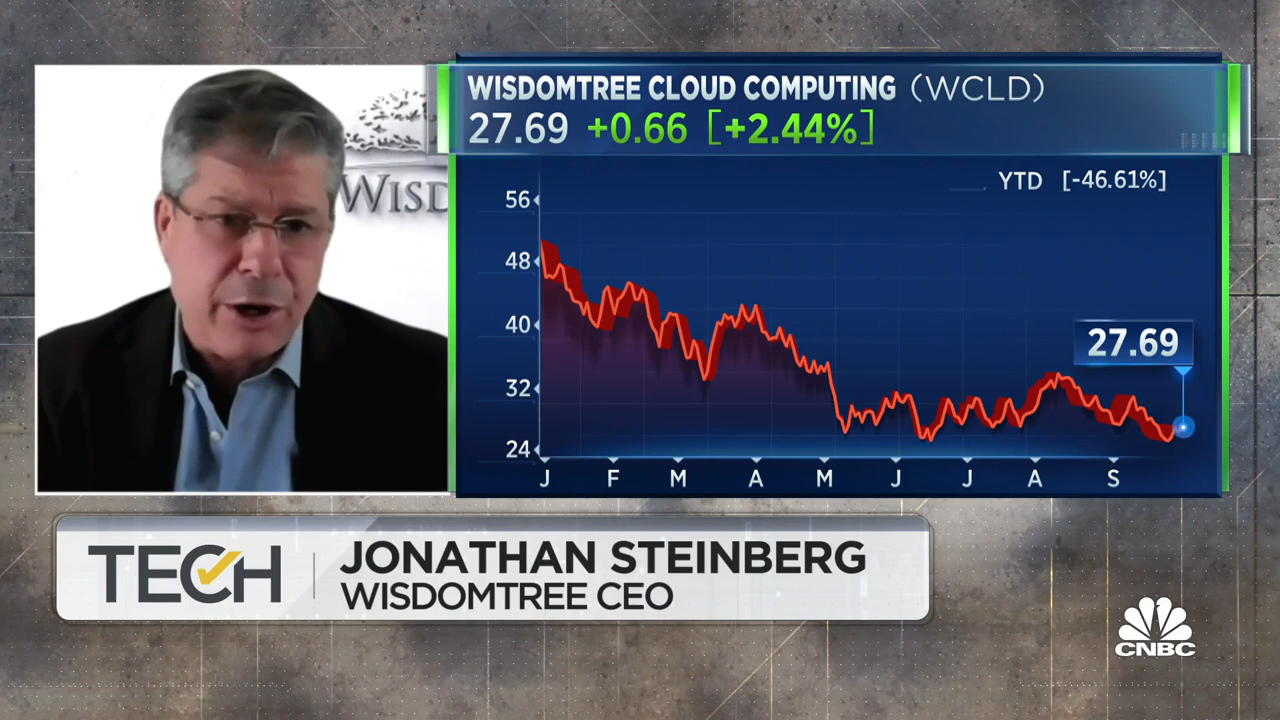 WISD
WISDOMTREE CLOUD COMPUTING (WCLD)
27.69 +0.66 [+2.44%]
YTD [-46.61%]
56
48
40
32
24
27.69
J F M A M J J A S
TECH
JONATHAN STEINBERG
WISDOMTREE CEO
CNBC